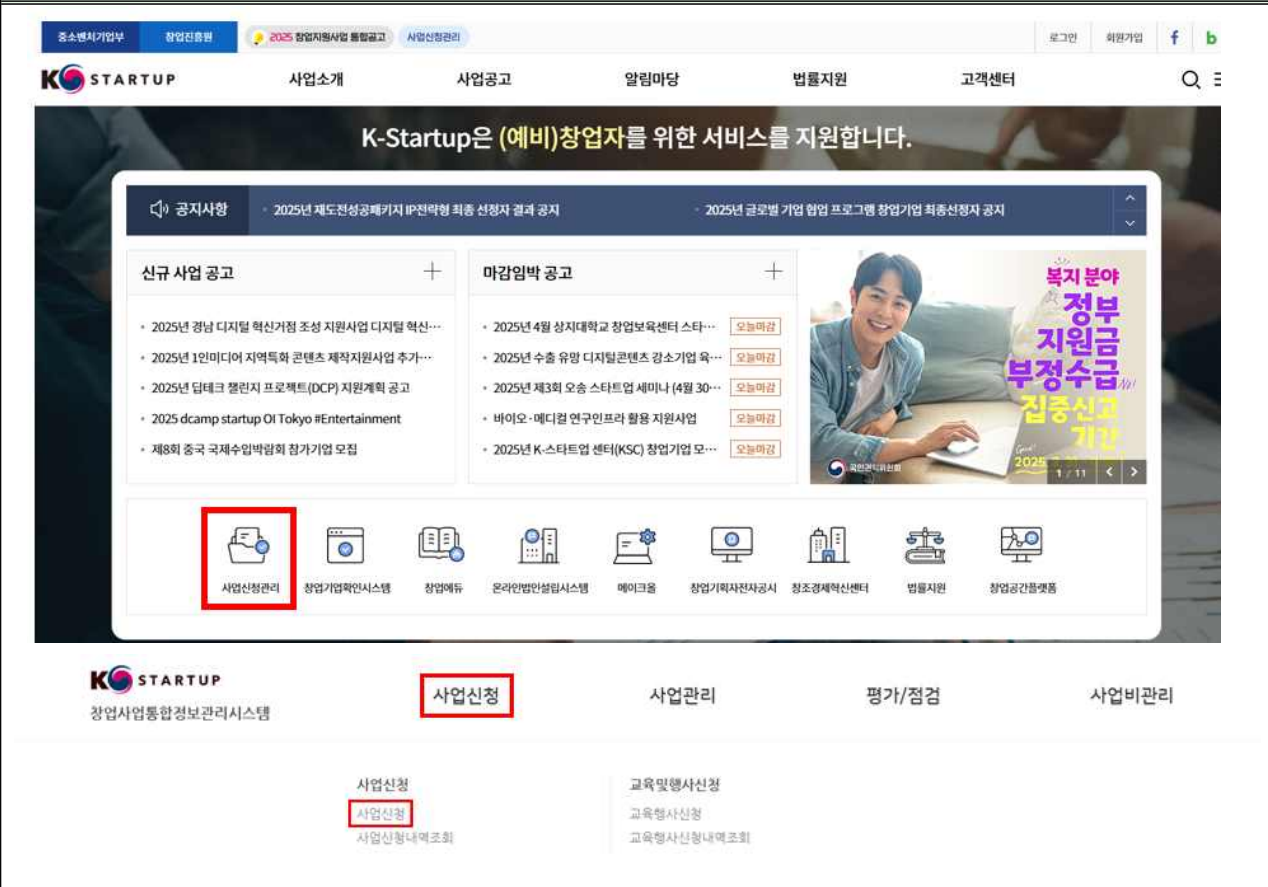 중소벤처기업부 창업진흥원 2025 창업지원사업 통합공고 사업신청관리 로그인 회원가입 f b
K STARTUP 사업소개 사업공고 알림마당 법률지원 고객센터
K-Startup은 (예비)창업자를 위한 서비스를 지원합니다.
공지사항 · 2025년 재도전성공패키지 IP전략형 최종 선정자 결과 공지 · 2025년 글로벌 기업 협업 프로그램 창업기업 최종선정자 공지
신규 사업 공고
· 2025년 경남 디지털 혁신거점 조성 지원사업 디지털 혁신…
· 2025년 1인미디어 지역특화 콘텐츠 제작지원사업 추가…
· 2025년 딥테크 챌린지 프로젝트(DCP) 지원계획 공고
· 2025 dcamp startup OI Tokyo #Entertainment
· 제8회 중국 국제수입박람회 참가기업 모집
마감임박 공고
· 2025년 4월 상지대학교 창업보육센터 스타… 오늘마감
· 2025년 수출 유망 디지털콘텐츠 강소기업 육… 오늘마감
· 2025년 제3회 오송 스타트업 세미나 (4월 30… 오늘마감
· 바이오·메디컬 연구인프라 활용 지원사업 오늘마감
· 2025년 K-스타트업 센터(KSC) 창업기업 모… 오늘마감
복지 분야
정부
지원금
부정수급
집중신고
기간
국민권익위원회
1 / 11
사업신청관리 창업기업확인시스템 창업에듀 온라인법인설립시스템 메이크올 창업기획자전자공시 창조경제혁신센터 법률지원 창업공간플랫폼
K STARTUP
창업사업통합정보관리시스템
사업신청 사업관리 평가/점검 사업비관리
사업신청 교육및행사신청
사업신청 교육행사신청
사업신청내역조회 교육행사신청내역조회